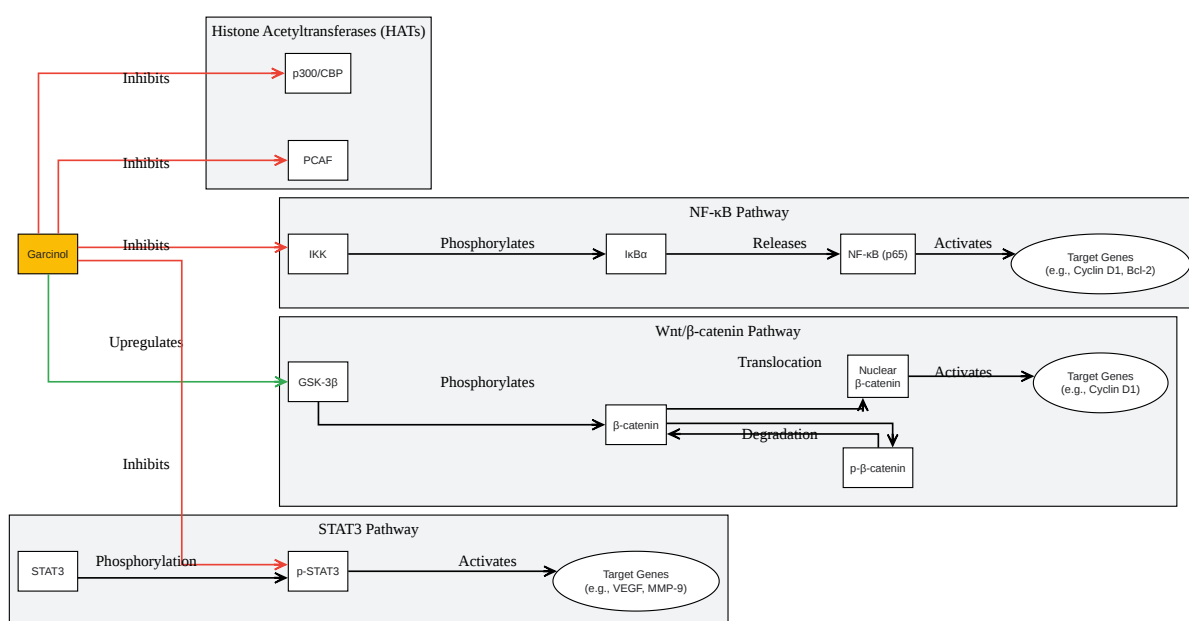 Histone Acetyltransferases (HATs)
p300/CBP
Inhibits
PCAF
Inhibits
NF-κB Pathway
Garcinol
Inhibits
IKK
Phosphorylates
IκBα
Releases
NF-κB (p65)
Activates
Target Genes
(e.g., Cyclin D1, Bcl-2)
Wnt/β-catenin Pathway
Upregulates
GSK-3β
Phosphorylates
Translocation
Nuclear
β-catenin
Activates
Target Genes
(e.g., Cyclin D1)
β-catenin
Degradation
p-β-catenin
Inhibits
STAT3 Pathway
STAT3
Phosphorylation
p-STAT3
Activates
Target Genes
(e.g., VEGF, MMP-9)